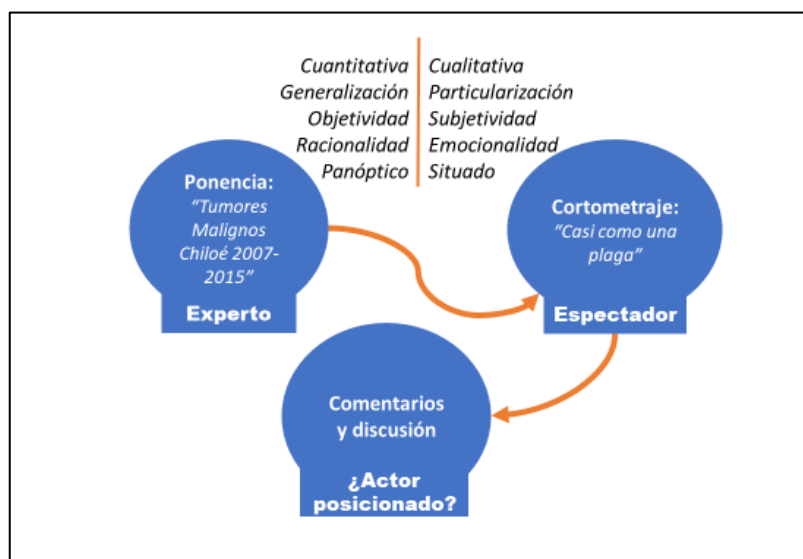 Cuantitativa
Generalización
Objetividad
Racionalidad
Panóptico
Cualitativa
Particularización
Subjetividad
Emocionalidad
Situado
Ponencia:
“Tumores
Malignos
Chiloé 2007-
2015”
Experto
Cortometraje:
“Casi como una
plaga”
Espectador
Comentarios
y discusión
¿Actor
posicionado?